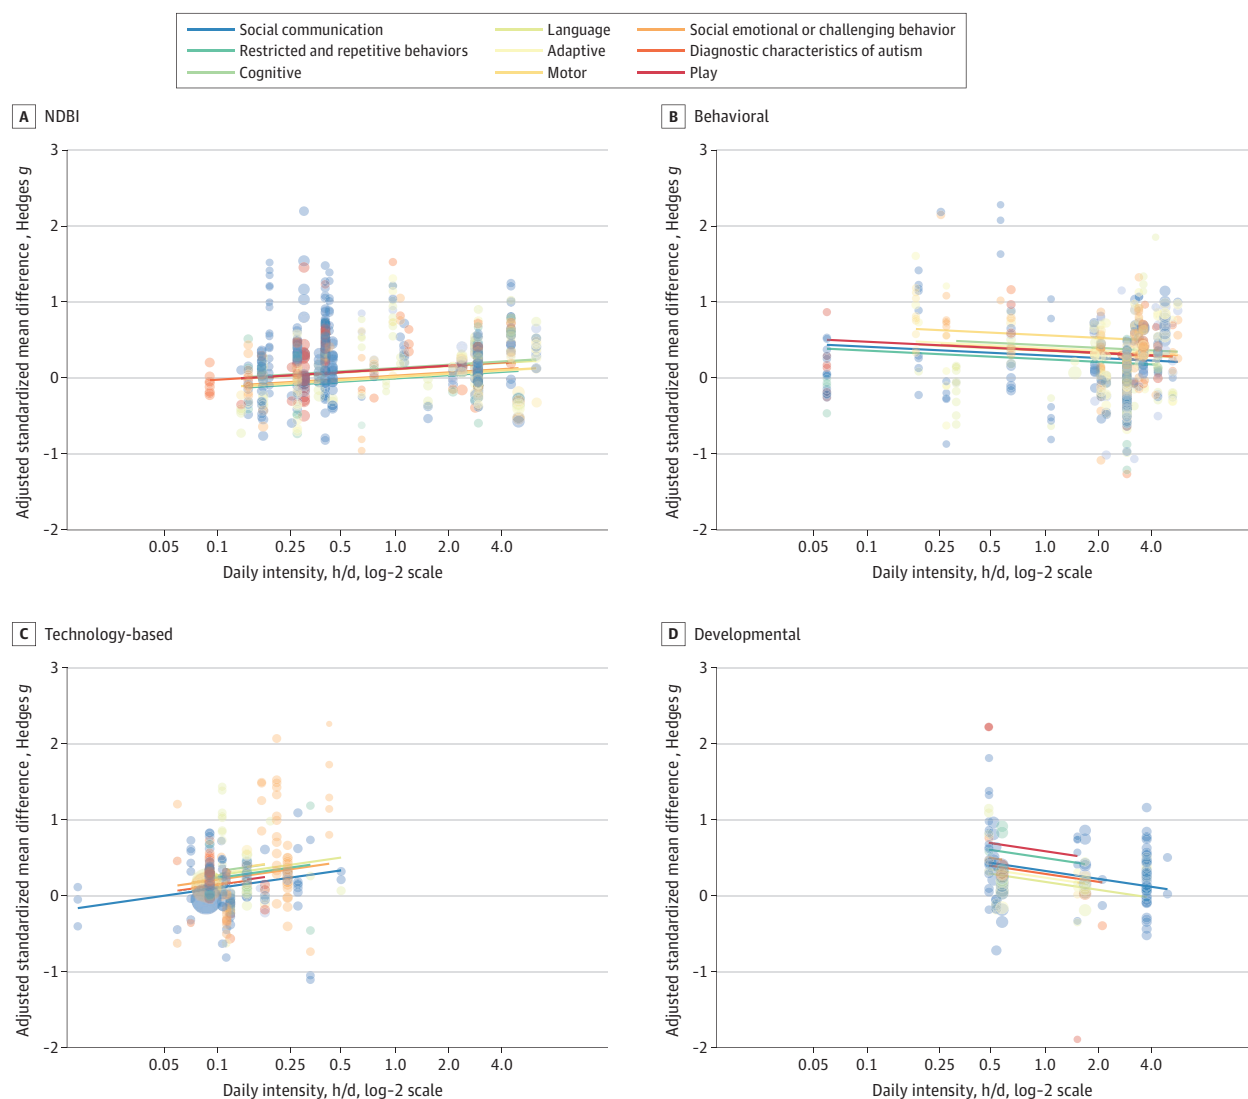 Social communication
Restricted and repetitive behaviors
Cognitive
Language
Adaptive
Motor
Social emotional or challenging behavior
Diagnostic characteristics of autism
Play
A NDBI
3
2
1
0
-1
-2
Adjusted standardized mean difference , Hedges g
0.05 0.1 0.25 0.5 1.0 2.0 4.0
Daily intensity, h/d, log-2 scale
B Behavioral
3
2
1
0
-1
-2
Adjusted standardized mean difference , Hedges g
0.05 0.1 0.25 0.5 1.0 2.0 4.0
Daily intensity, h/d, log-2 scale
C Technology-based
3
2
1
0
-1
-2
Adjusted standardized mean difference , Hedges g
0.05 0.1 0.25 0.5 1.0 2.0 4.0
Daily intensity, h/d, log-2 scale
D Developmental
3
2
1
0
-1
-2
Adjusted standardized mean difference , Hedges g
0.05 0.1 0.25 0.5 1.0 2.0 4.0
Daily intensity, h/d, log-2 scale